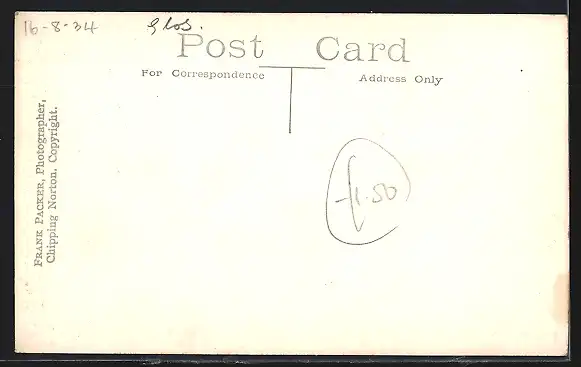 16-8-34
Glos.
Post Card
For Correspondence
Address Only
FRANK PACKER, Photographer,
Chipping Norton. Copyright.
£1.50